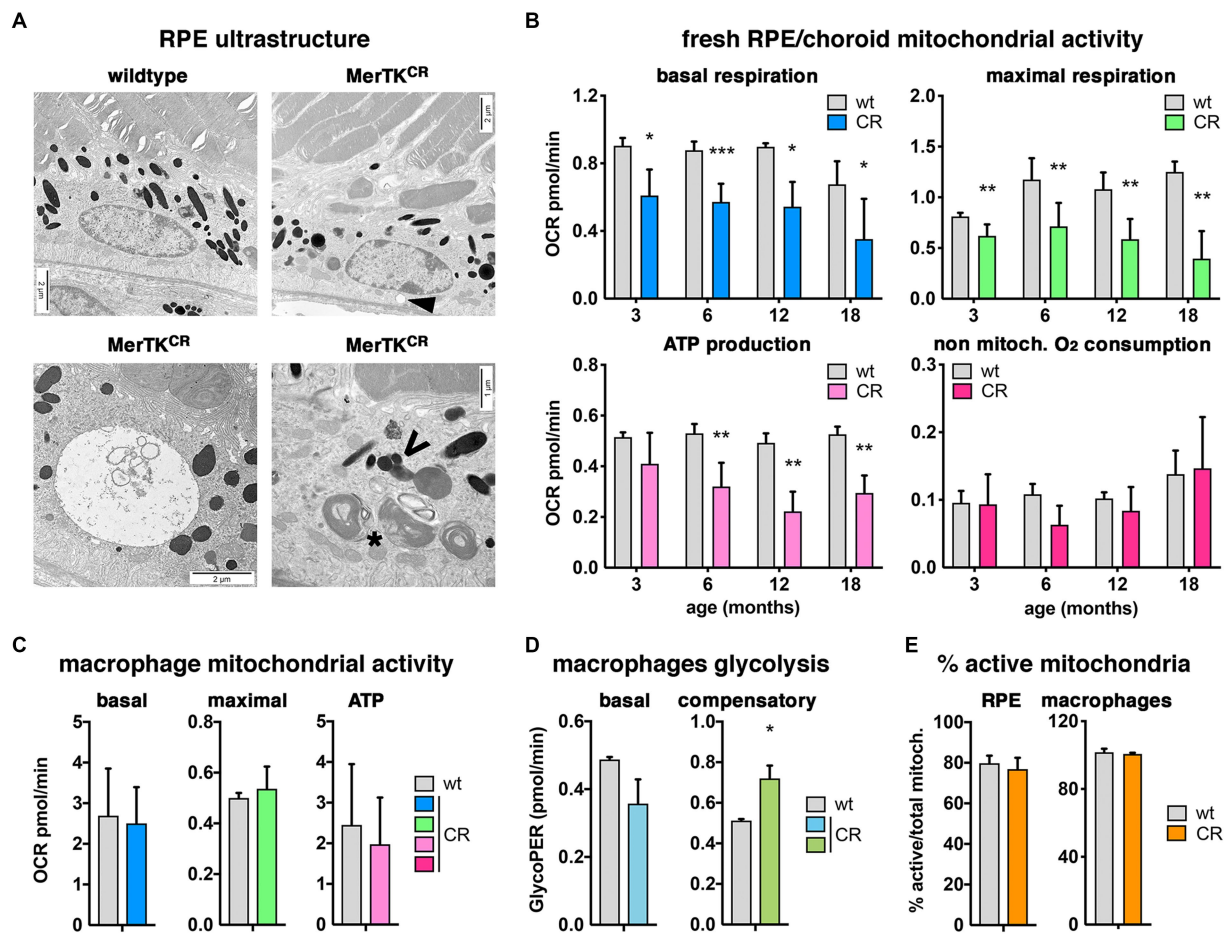 A
RPE ultrastructure
wildtype
MerTKCR
2 µm
2 µm
MerTKCR
MerTKCR
2 µm
1 µm
*
B
fresh RPE/choroid mitochondrial activity
basal respiration
OCR pmol/min
1.2
0.8
0.4
0.0
* *** * *
wt
CR
3 6 12 18
maximal respiration
2.0
1.5
1.0
0.5
0.0
** ** ** **
wt
CR
3 6 12 18
ATP production
OCR pmol/min
0.8
0.6
0.4
0.2
0.0
** ** **
wt
CR
3 6 12 18
age (months)
non mitoch. O2 consumption
0.3
0.2
0.1
0.0
wt
CR
3 6 12 18
age (months)
C
macrophage mitochondrial activity
OCR pmol/min
basal
5
4
3
2
1
0
maximal
0.8
0.6
0.4
0.2
0.0
ATP
5
4
3
2
1
0
wt
CR
D
macrophages glycolysis
GlycoPER (pmol/min)
basal
0.6
0.4
0.2
0.0
compensatory
1.0
0.8
0.6
0.4
0.2
0.0
*
wt
CR
E
% active mitochondria
% active/total mitoch.
RPE
100
80
60
40
20
0
macrophages
120
80
40
0
wt
CR